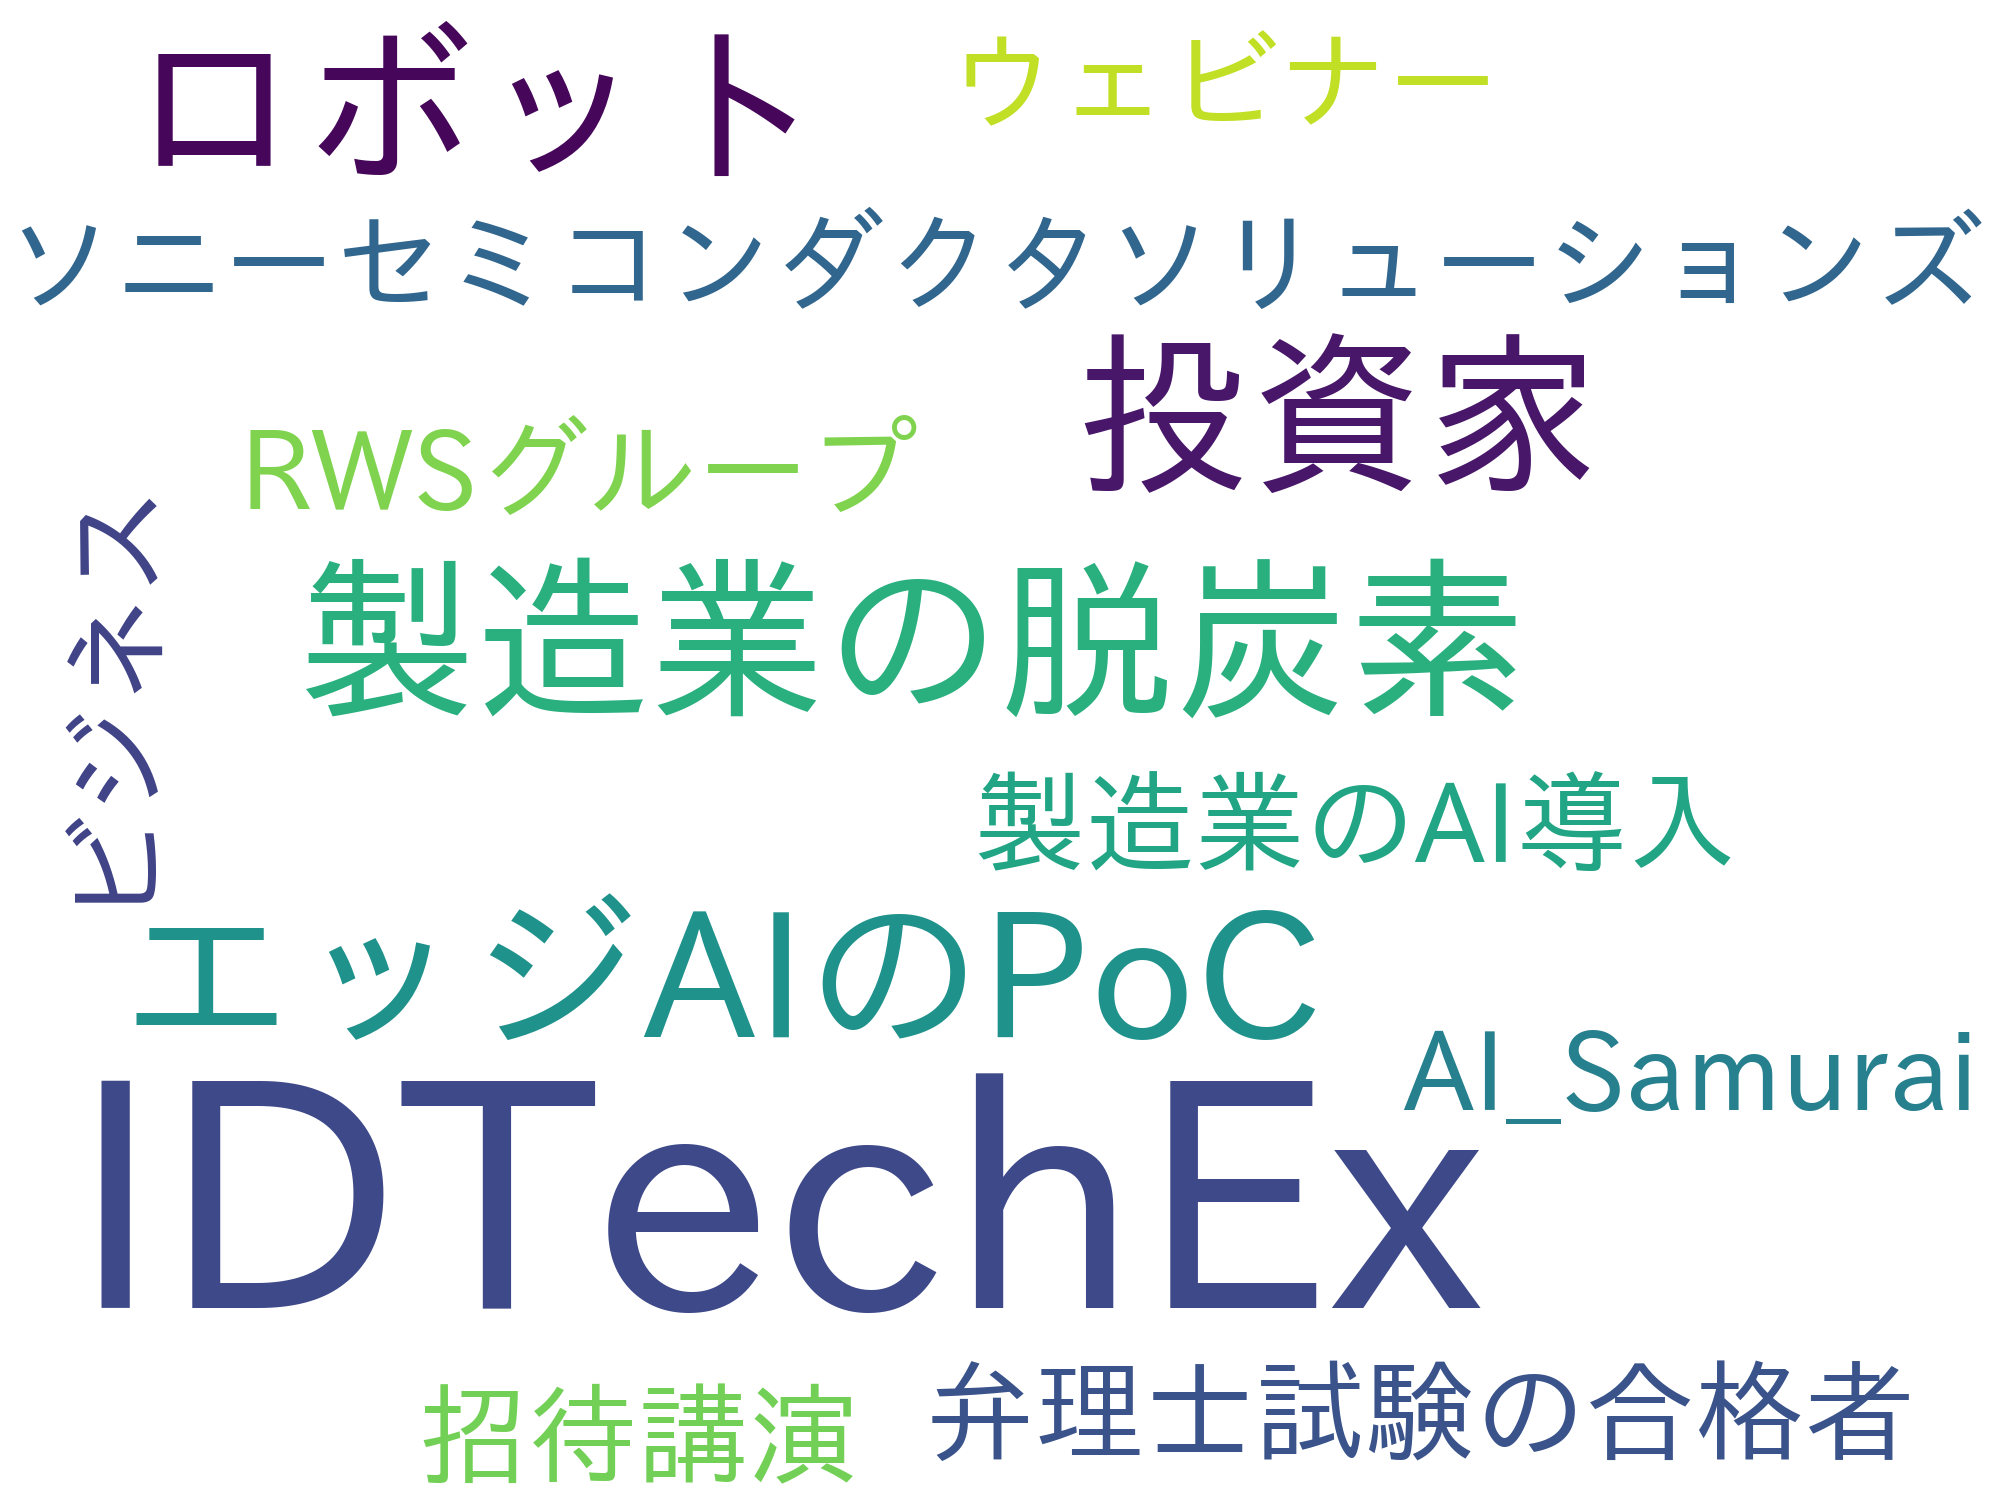 ロボット
ウェビナー
ソニーセミコンダクタソリューションズ
投資家
RWSグループ
ビジネス
製造業の脱炭素
製造業のAI導入
エッジAIのPoC
AI_Samurai
IDTechEx
弁理士試験の合格者
招待講演